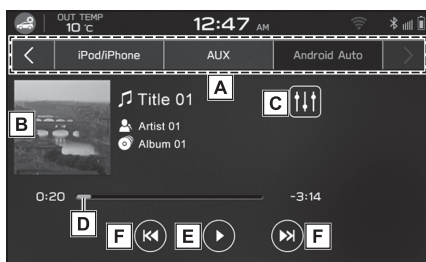 OUT TEMP
10 °C
12:47 AM
iPod/iPhone
AUX
Android Auto
A
Title 01
C
B
Artist 01
Album 01
0:20
-3:14
D
F
E
F